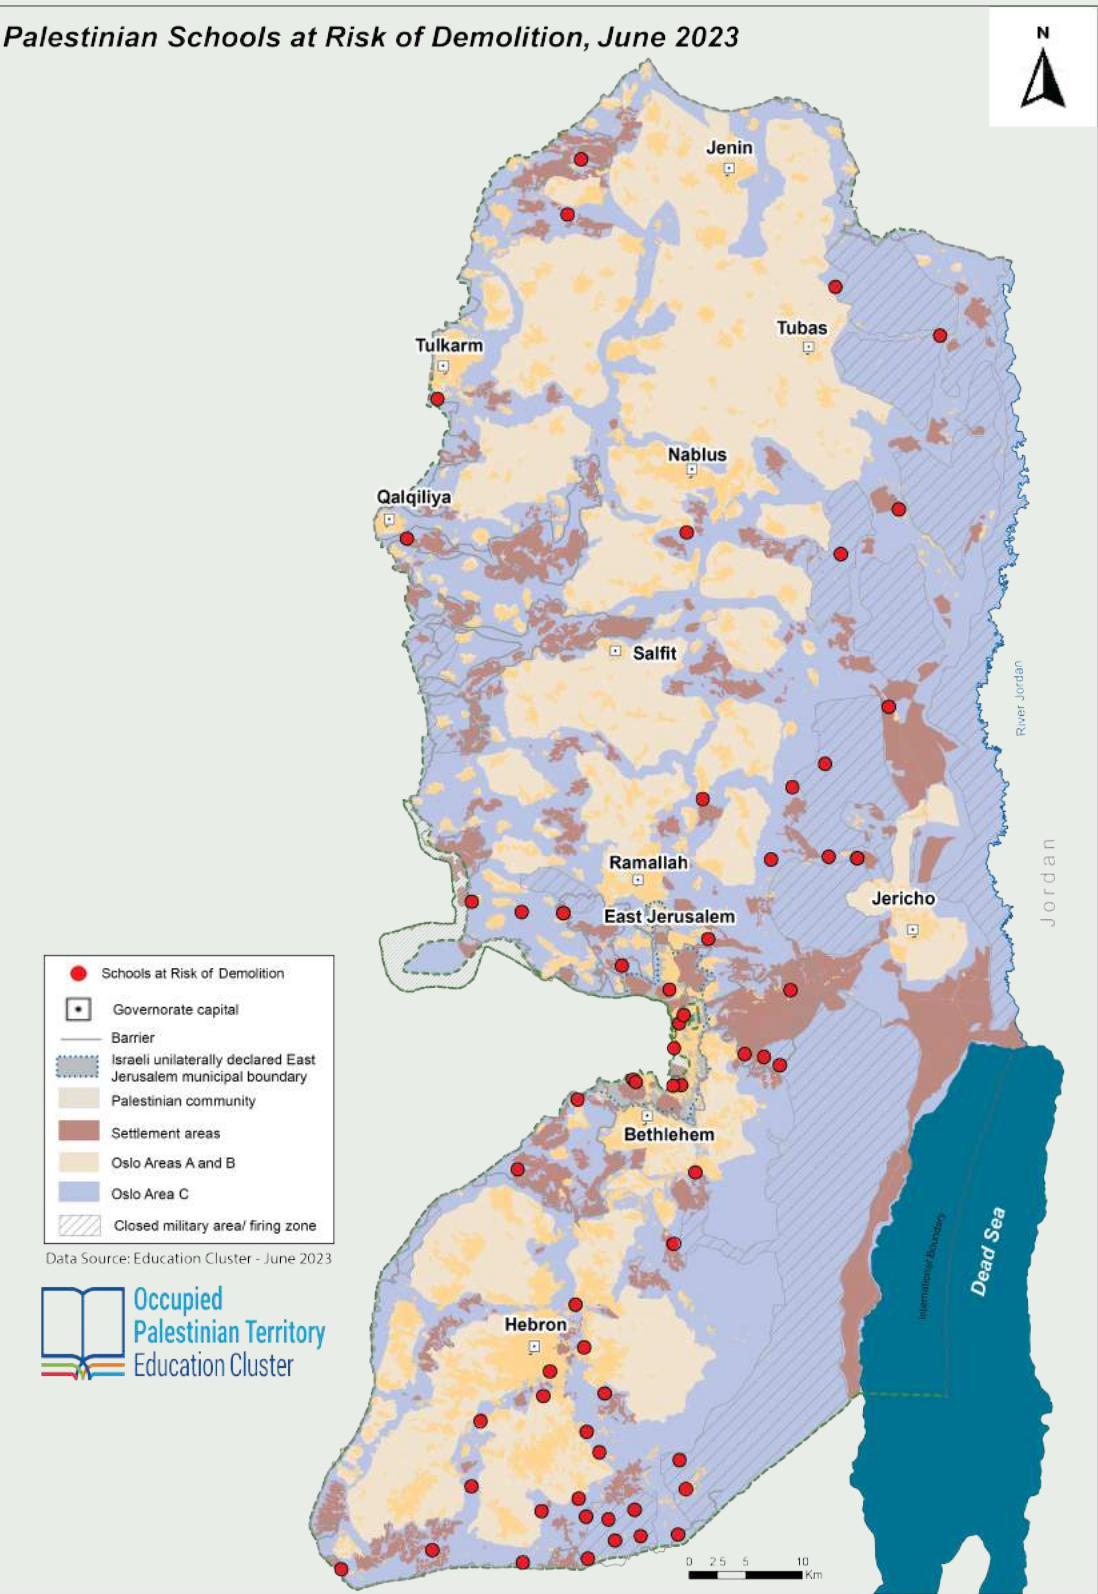 Palestinian Schools at Risk of Demolition, June 2023
N
Jenin
Tubas
Tulkarm
Nablus
Qalqiliya
Salfit
River Jordan
Jordan
Ramallah
Jericho
East Jerusalem
Schools at Risk of Demolition
Governorate capital
Barrier
Israeli unilaterally declared East
Jerusalem municipal boundary
Palestinian community
Settlement areas
Oslo Areas A and B
Oslo Area C
Closed military area/ firing zone
Bethlehem
Data Source: Education Cluster - June 2023
International Boundary
Dead Sea
Occupied
Palestinian Territory
Education Cluster
Hebron
0 2.5 5 10
Km